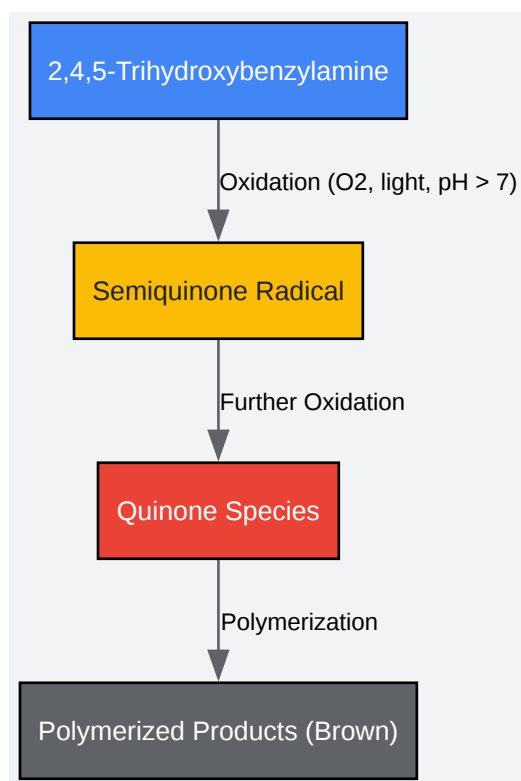 2,4,5-Trihydroxybenzylamine
Oxidation (O2, light, pH > 7)
Semiquinone Radical
Further Oxidation
Quinone Species
Polymerization
Polymerized Products (Brown)